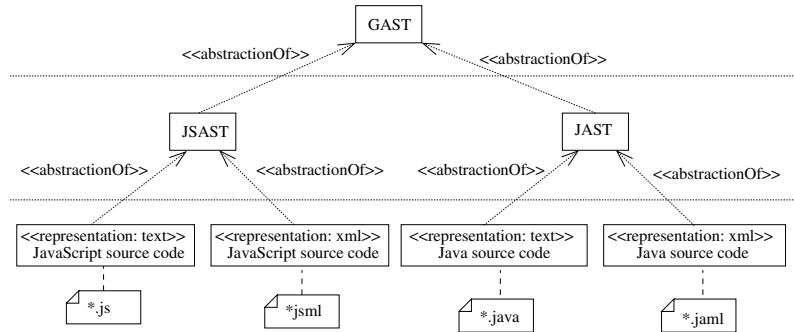 GAST
<<abstractionOf>>
<<abstractionOf>>
JSAST
JAST
<<abstractionOf>>
<<abstractionOf>>
<<abstractionOf>>
<<abstractionOf>>
<<representation: text>>
JavaScript source code
<<representation: xml>>
JavaScript source code
<<representation: text>>
Java source code
<<representation: xml>>
Java source code
*.js
*jsml
*.java
*.jaml